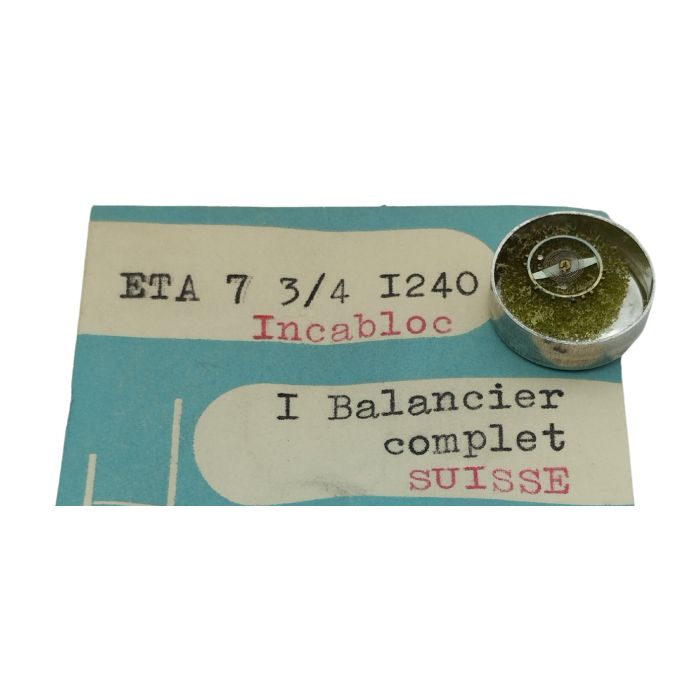 ETA 7 3/4 I240
Incabloc
I Balancier
complet
SUISSE